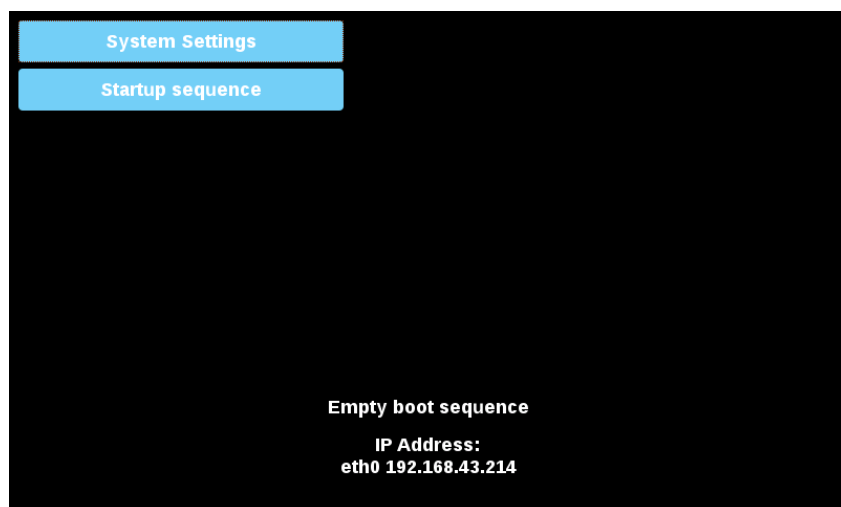 System Settings
Startup sequence
Empty boot sequence
IP Address:
eth0 192.168.43.214